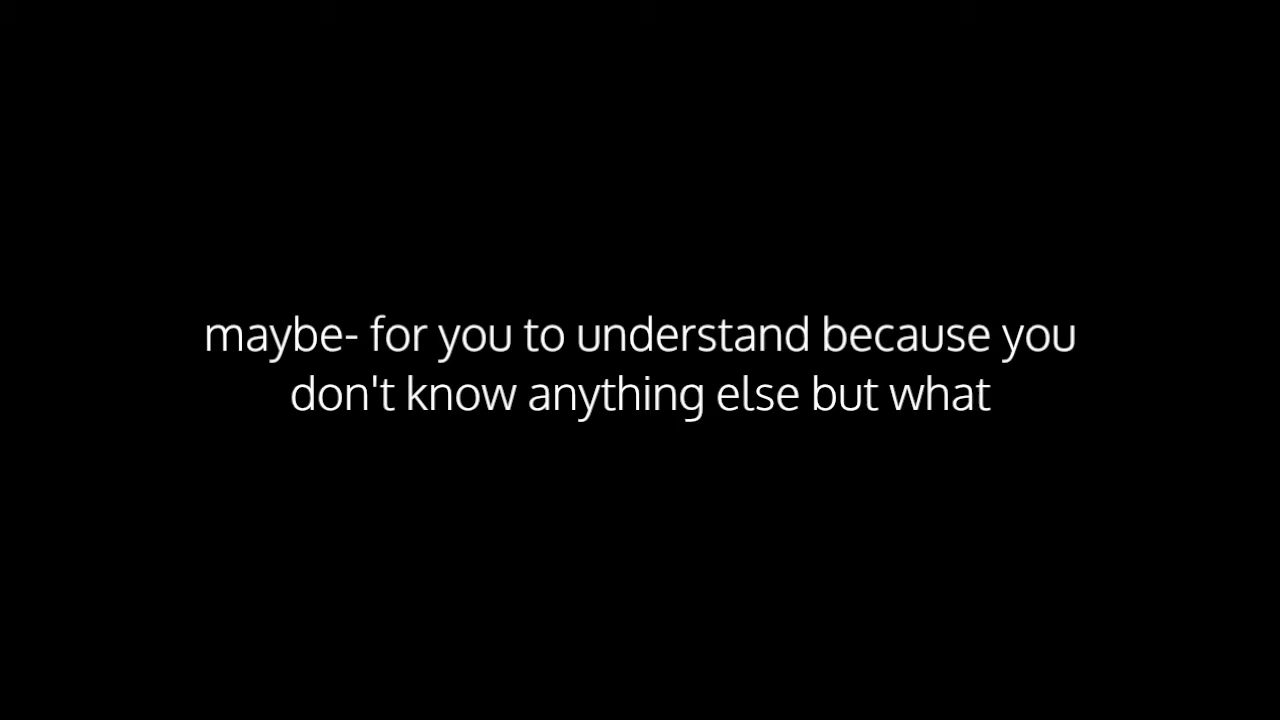 maybe- for you to understand because you
don't know anything else but what